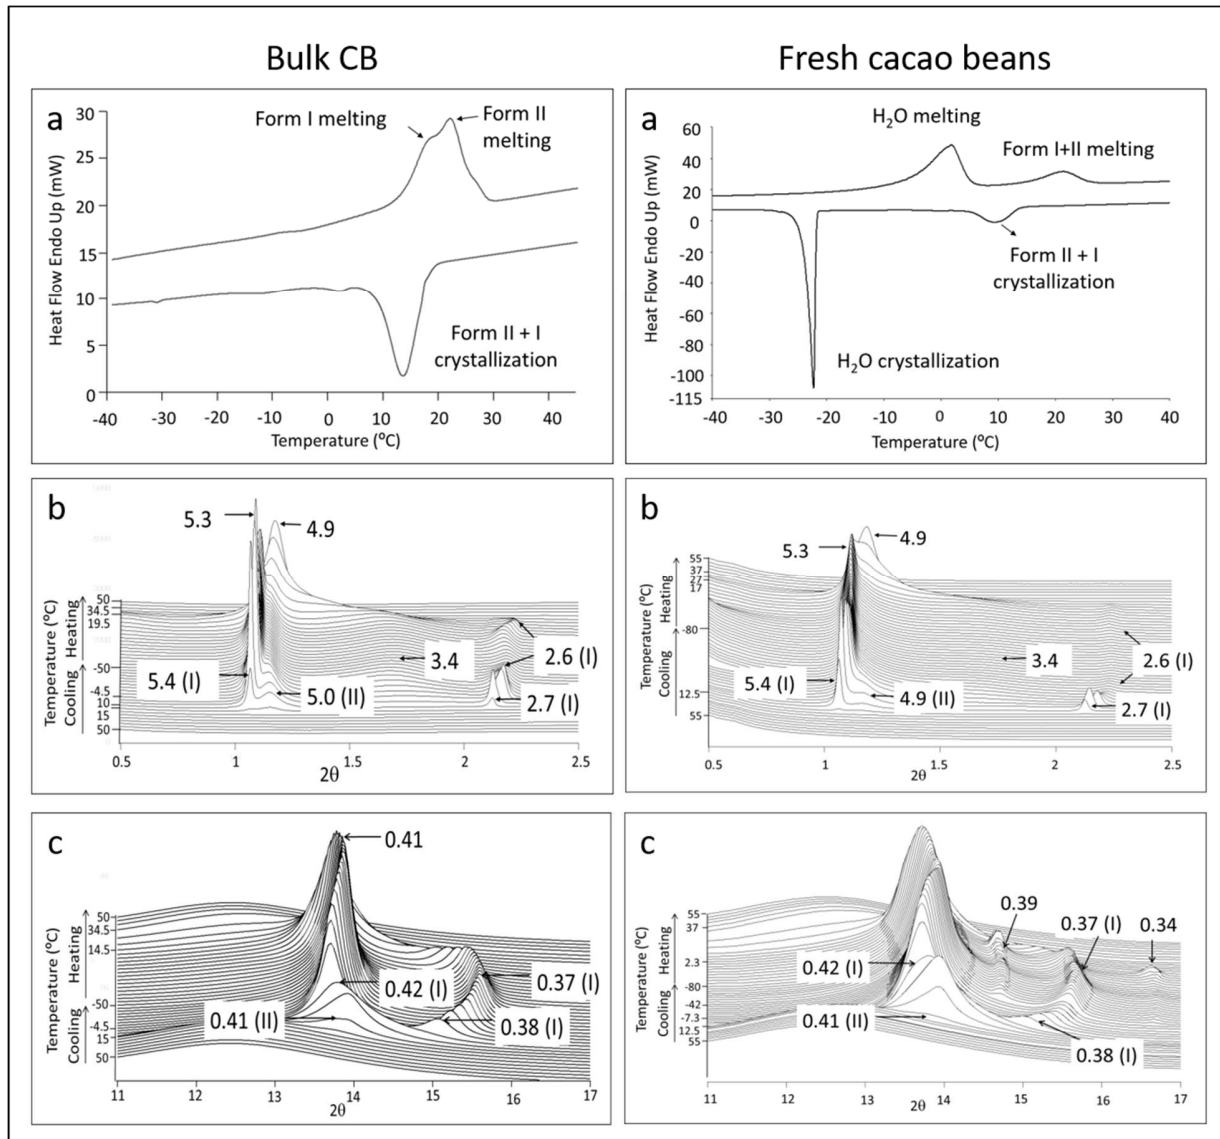 Bulk CB
Fresh cacao beans
a
Form I melting
Form II
melting
Form II + I
crystallization
Heat Flow Endo Up (mW)
30
25
20
15
10
5
0
-40
-30
-20
-10
0
10
20
30
40
Temperature (⁰C)
a
H₂O melting
Form I+II melting
Form II + I
crystallization
H₂O crystallization
Heat Flow Endo Up (mW)
60
40
20
0
-20
-40
-60
-80
-100
-115
-40
-30
-20
-10
0
10
20
30
40
Temperature (⁰C)
b
5.3
4.9
3.4
2.6 (I)
5.4 (I)
5.0 (II)
2.7 (I)
Temperature (⁰C)
Cooling
Heating
50
34.5
19.5
-50
-4.5
10
15
50
0.5
1
1.5
2
2.5
2θ
b
5.3
4.9
3.4
2.6 (I)
5.4 (I)
4.9 (II)
2.7 (I)
Temperature (⁰C)
Cooling
Heating
55
37
27
17
-80
12.5
55
0.5
1
1.5
2
2.5
2θ
c
0.41
0.42 (I)
0.37 (I)
0.41 (II)
0.38 (I)
Temperature (⁰C)
Cooling
Heating
50
34.5
14.5
-50
-4.5
15
50
11
12
13
14
15
16
17
2θ
c
0.39
0.37 (I)
0.34
0.42 (I)
0.41 (II)
0.38 (I)
Temperature (⁰C)
Cooling
Heating
55
37
2.3
-80
-42
-7.3
12.5
55
11
12
13
14
15
16
17
2θ